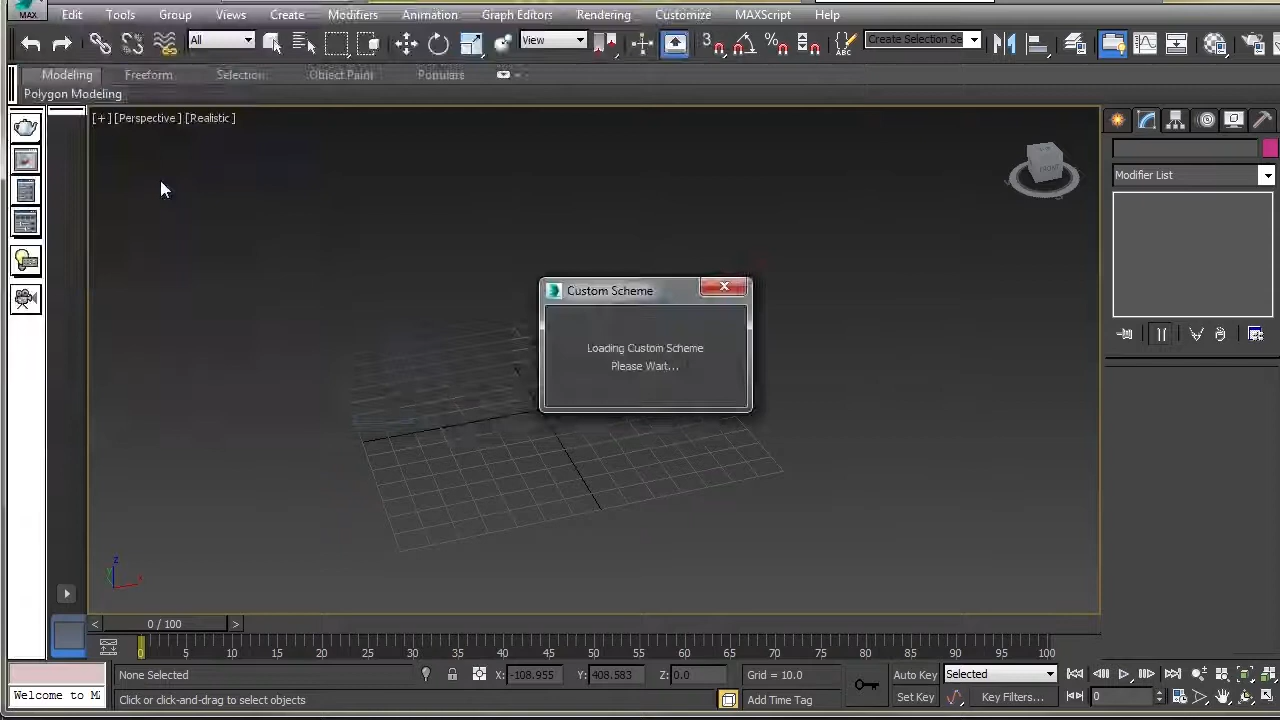 MAX
Edit Tools Group Views Create Modifiers Animation Graph Editors Rendering Customize MAXScript Help
All View Create Selection Se
3 % ABC
Modeling Freeform Selection Object Paint Populate
Polygon Modeling
[+] [Perspective] [Realistic]
FRONT
Modifier List
Custom Scheme
Loading Custom Scheme
Please Wait...
z
y x
< 0 / 100 >
0 5 10 15 20 25 30 35 40 45 50 55 60 65 70 75 80 85 90 95 100
None Selected X: -108.955 Y: 408.583 Z: 0.0 Grid = 10.0 Auto Key Selected
Welcome to MA Click or click-and-drag to select objects Add Time Tag Set Key Key Filters... 0